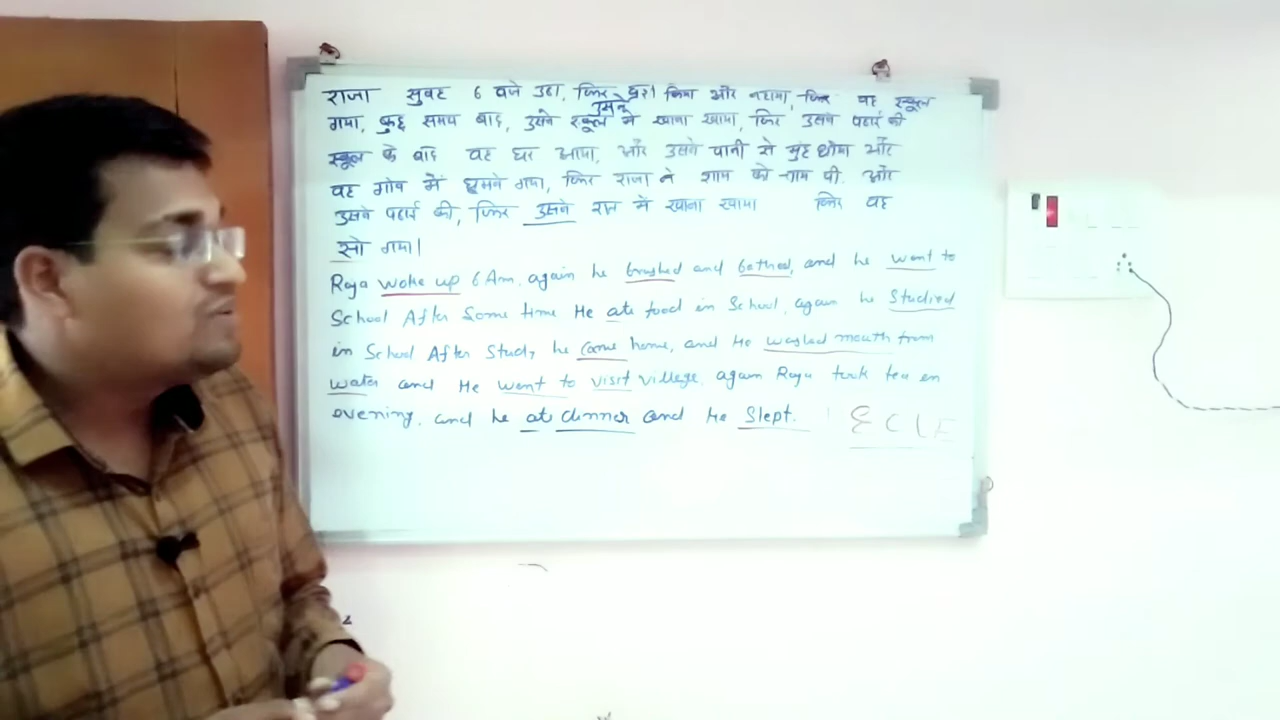 राजा सुबह 6 बजे उठा, फिर ब्रश किया और नहाया, फिर वह स्कूल
गया, कुछ समय बाद, उसने स्कूल में खाना खाया, फिर उसने पढाई की
उसने
स्कूल के बाद वह घर आया, और उसने पानी से मुंह धोया और
वह गांव में घूमने गया, फिर राजा ने शाम को चाय पी. और
उसने पढाई की, फिर उसने रात में खाना खाया फिर वह
सो गया।
Raja woke up 6 Am, again he brushed and bathed, and he went to
School After Some time He ate food in School, again he Studied
in School After Study he came home, and He washed mouth from
water and He went to visit village, again Raja took tea en
evening, and he at dinner and He Slept.